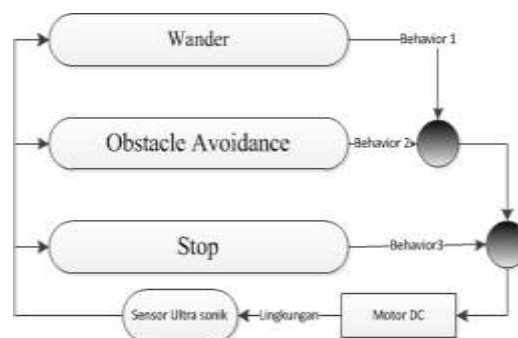 Wander
Behavior 1
Obstacle Avoidance
Behavior 2
Stop
Behavior3
Sensor Ultra sonik
Lingkungan
Motor DC